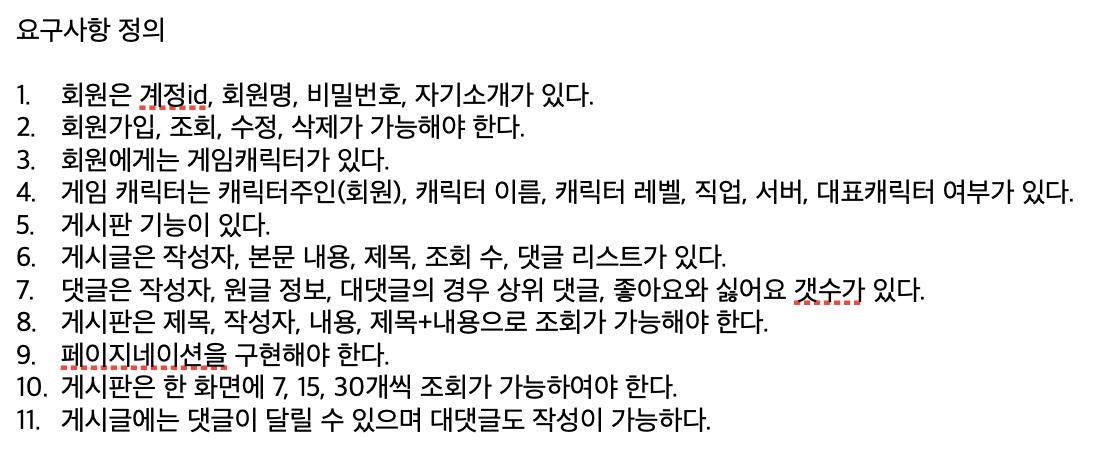 요구사항 정의
1. 회원은 계정id, 회원명, 비밀번호, 자기소개가 있다.
2. 회원가입, 조회, 수정, 삭제가 가능해야 한다.
3. 회원에게는 게임캐릭터가 있다.
4. 게임 캐릭터는 캐릭터주인(회원), 캐릭터 이름, 캐릭터 레벨, 직업, 서버, 대표캐릭터 여부가 있다.
5. 게시판 기능이 있다.
6. 게시글은 작성자, 본문 내용, 제목, 조회 수, 댓글 리스트가 있다.
7. 댓글은 작성자, 원글 정보, 대댓글의 경우 상위 댓글, 좋아요와 싫어요 갯수가 있다.
8. 게시판은 제목, 작성자, 내용, 제목+내용으로 조회가 가능해야 한다.
9. 페이지네이션을 구현해야 한다.
10. 게시판은 한 화면에 7, 15, 30개씩 조회가 가능하여야 한다.
11. 게시글에는 댓글이 달릴 수 있으며 대댓글도 작성이 가능하다.